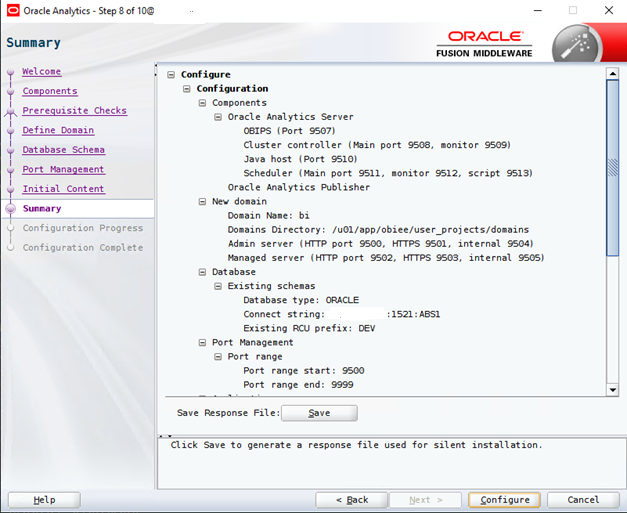 Oracle Analytics - Step 8 of 10@
Summary
ORACLE
FUSION MIDDLEWARE
Welcome
Components
Prerequisite Checks
Define Domain
Database Schema
Port Management
Initial Content
Summary
Configuration Progress
Configuration Complete
Configure
Configuration
Components
Oracle Analytics Server
OBIPS (Port 9507)
Cluster controller (Main port 9508, monitor 9509)
Java host (Port 9510)
Scheduler (Main port 9511, monitor 9512, script 9513)
Oracle Analytics Publisher
New domain
Domain Name: bi
Domains Directory: /u01/app/obiee/user_projects/domains
Admin server (HTTP port 9500, HTTPS 9501, internal 9504)
Managed server (HTTP port 9502, HTTPS 9503, internal 9505)
Database
Existing schemas
Database type: ORACLE
Connect string: :1521:ABS1
Existing RCU prefix: DEV
Port Management
Port range
Port range start: 9500
Port range end: 9999
Save Response File: Save
Click Save to generate a response file used for silent installation.
Help
< Back
Next >
Configure
Cancel